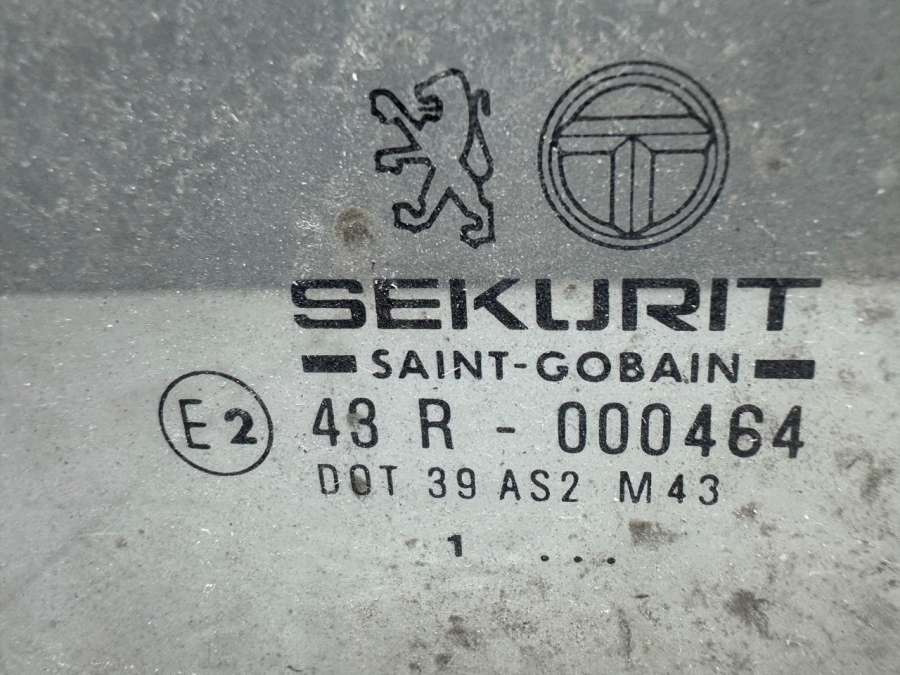 SEKURIT
SAINT-GOBAIN
E2 43 R - 000464
DOT 39 AS2 M43
1 ...